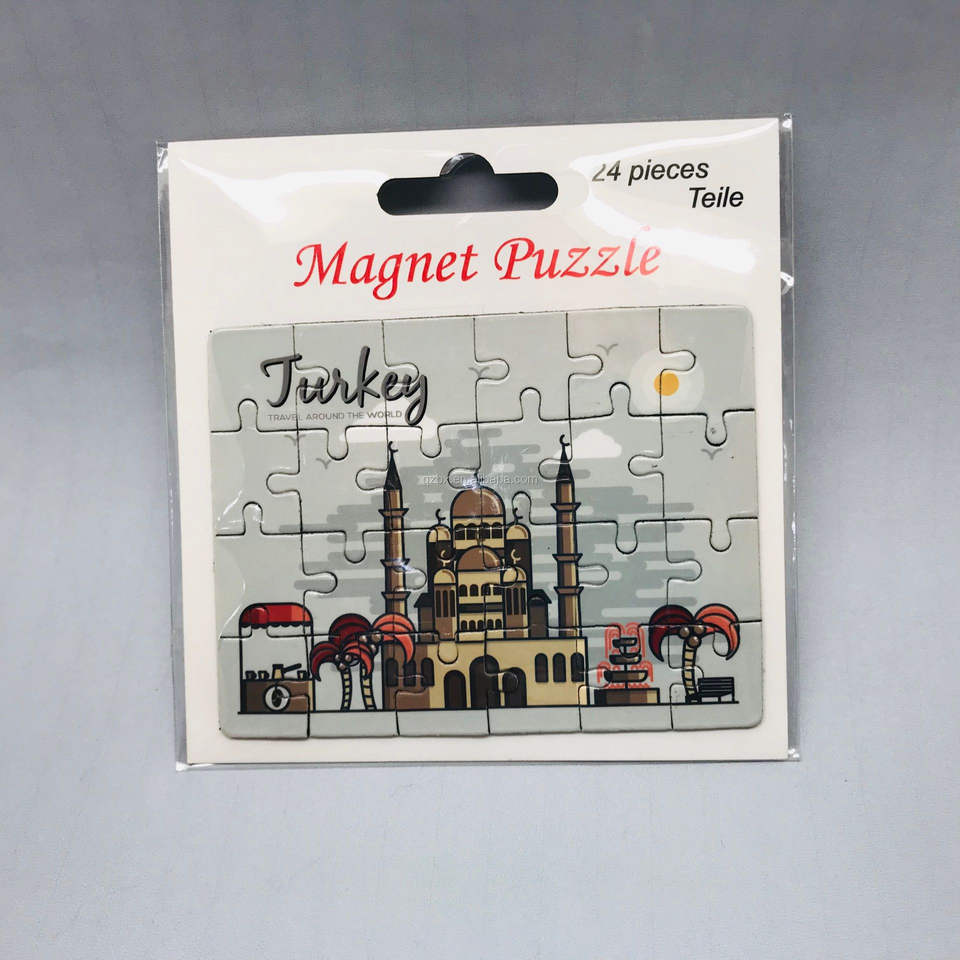 24 pieces
Teile
Magnet Puzzle
Turkey
TRAVEL AROUND THE WORLD